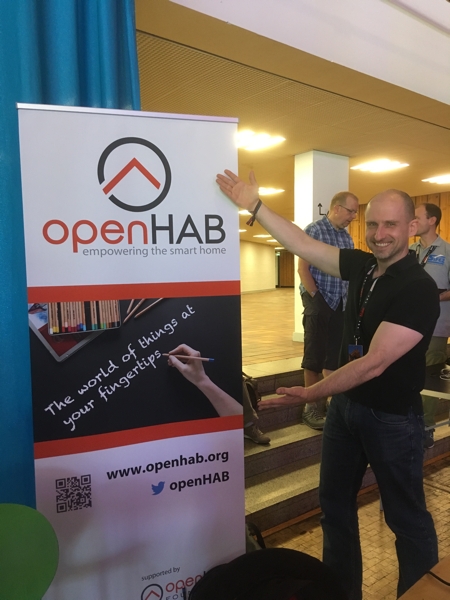 openHAB
empowering the smart home
The world of things at
your fingertips
www.openhab.org
openHAB
supported by